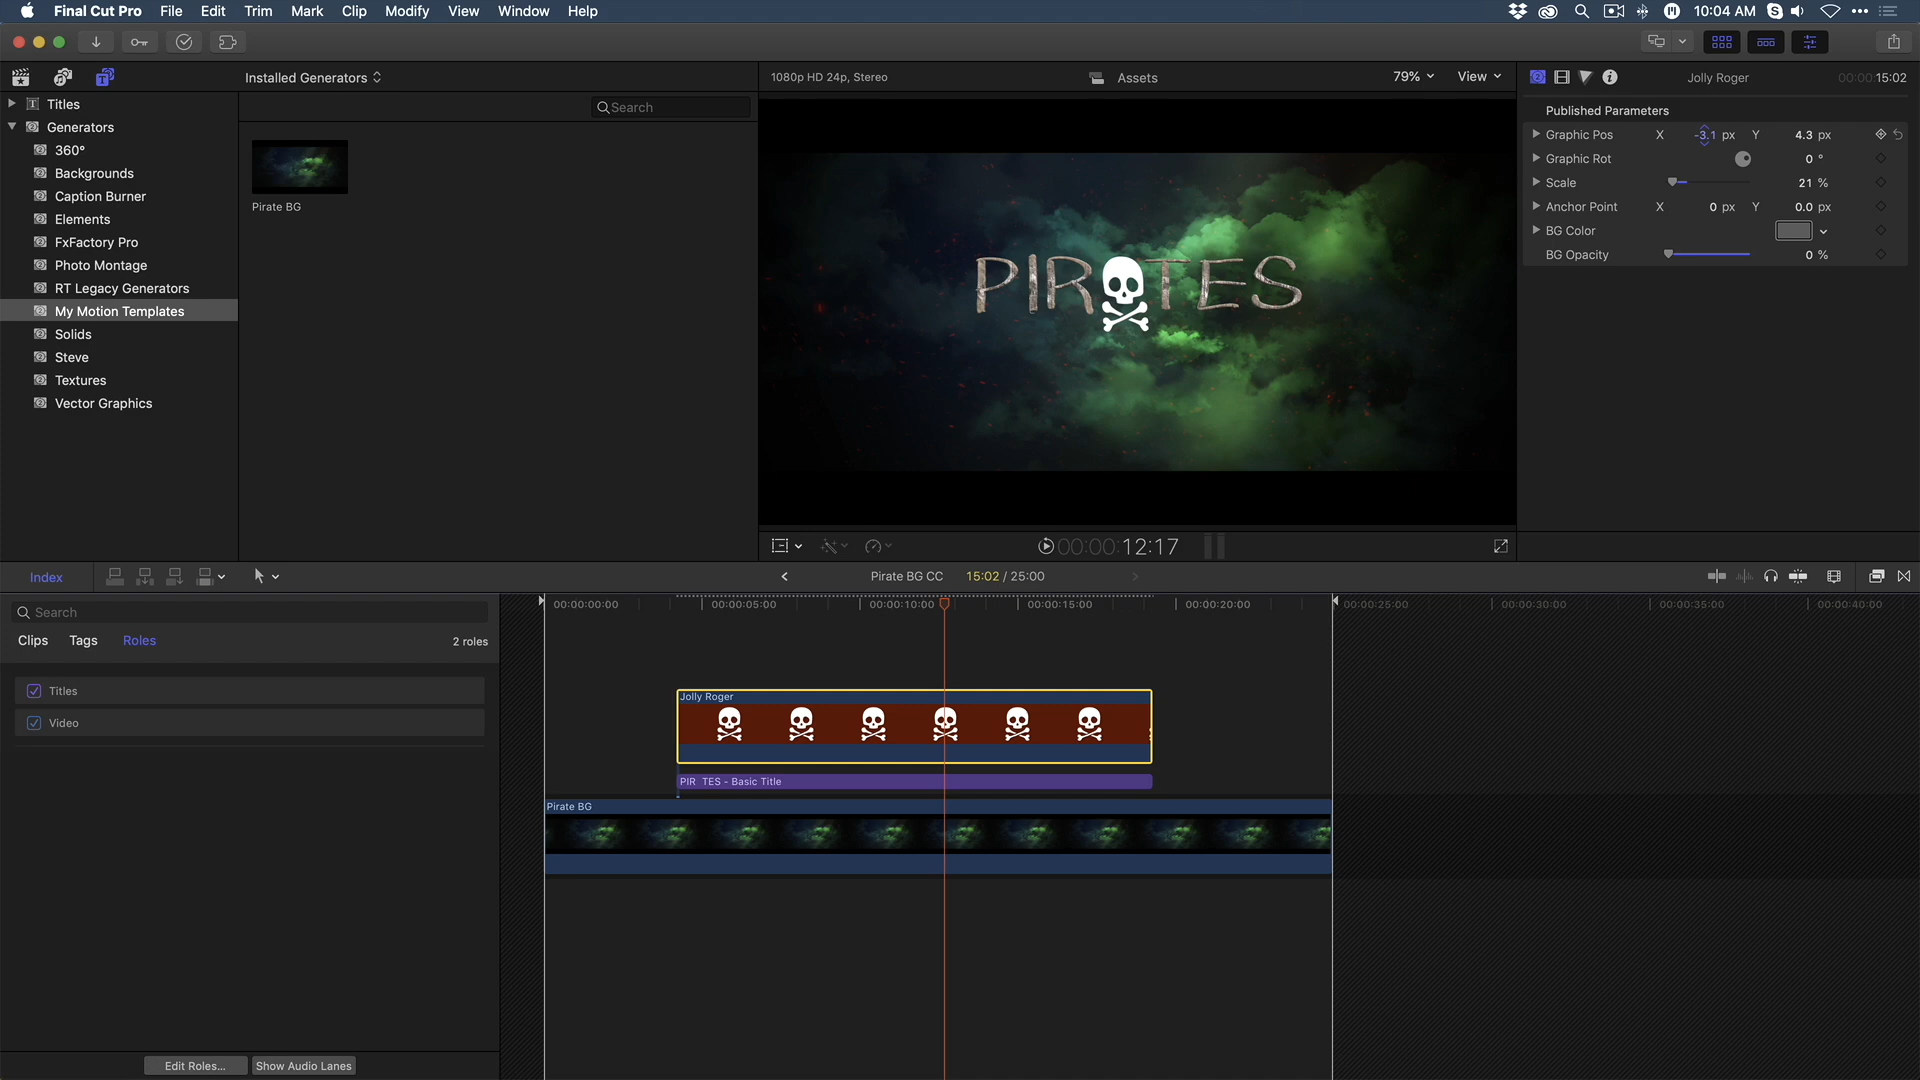 Final Cut Pro File Edit Trim Mark Clip Modify View Window Help 10:04 AM
Installed Generators
1080p HD 24p, Stereo
Assets
79%
View
Jolly Roger
00:00:15:02
Titles
Generators
360°
Backgrounds
Caption Burner
Elements
FxFactory Pro
Photo Montage
RT Legacy Generators
My Motion Templates
Solids
Steve
Textures
Vector Graphics
Search
Pirate BG
PIR TES
Published Parameters
Graphic Pos X -3.1 px Y 4.3 px
Graphic Rot 0 °
Scale 21 %
Anchor Point X 0 px Y 0.0 px
BG Color
BG Opacity 0 %
00:00:12:17
Index
Pirate BG CC 15:02 / 25:00
Search
Clips Tags Roles 2 roles
Titles
Video
00:00:00:00 00:00:05:00 00:00:10:00 00:00:15:00 00:00:20:00 00:00:25:00 00:00:30:00 00:00:35:00 00:00:40:00
Jolly Roger
PIR TES - Basic Title
Pirate BG
Edit Roles... Show Audio Lanes